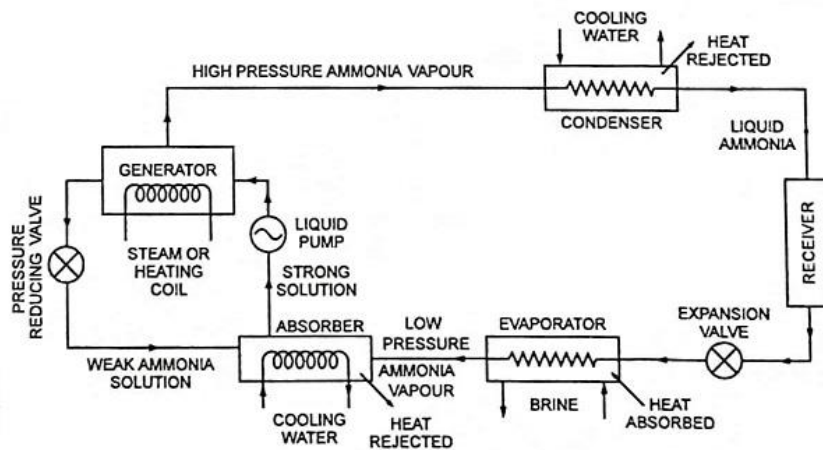 COOLING
WATER
HEAT
REJECTED
HIGH PRESSURE AMMONIA VAPOUR
CONDENSER
LIQUID
AMMONIA
GENERATOR
PRESSURE
REDUCING VALVE
STEAM OR
HEATING
COIL
LIQUID
PUMP
STRONG
SOLUTION
RECEIVER
ABSORBER
LOW
PRESSURE
AMMONIA
VAPOUR
EVAPORATOR
EXPANSION
VALVE
WEAK AMMONIA
SOLUTION
COOLING
WATER
HEAT
REJECTED
BRINE
HEAT
ABSORBED